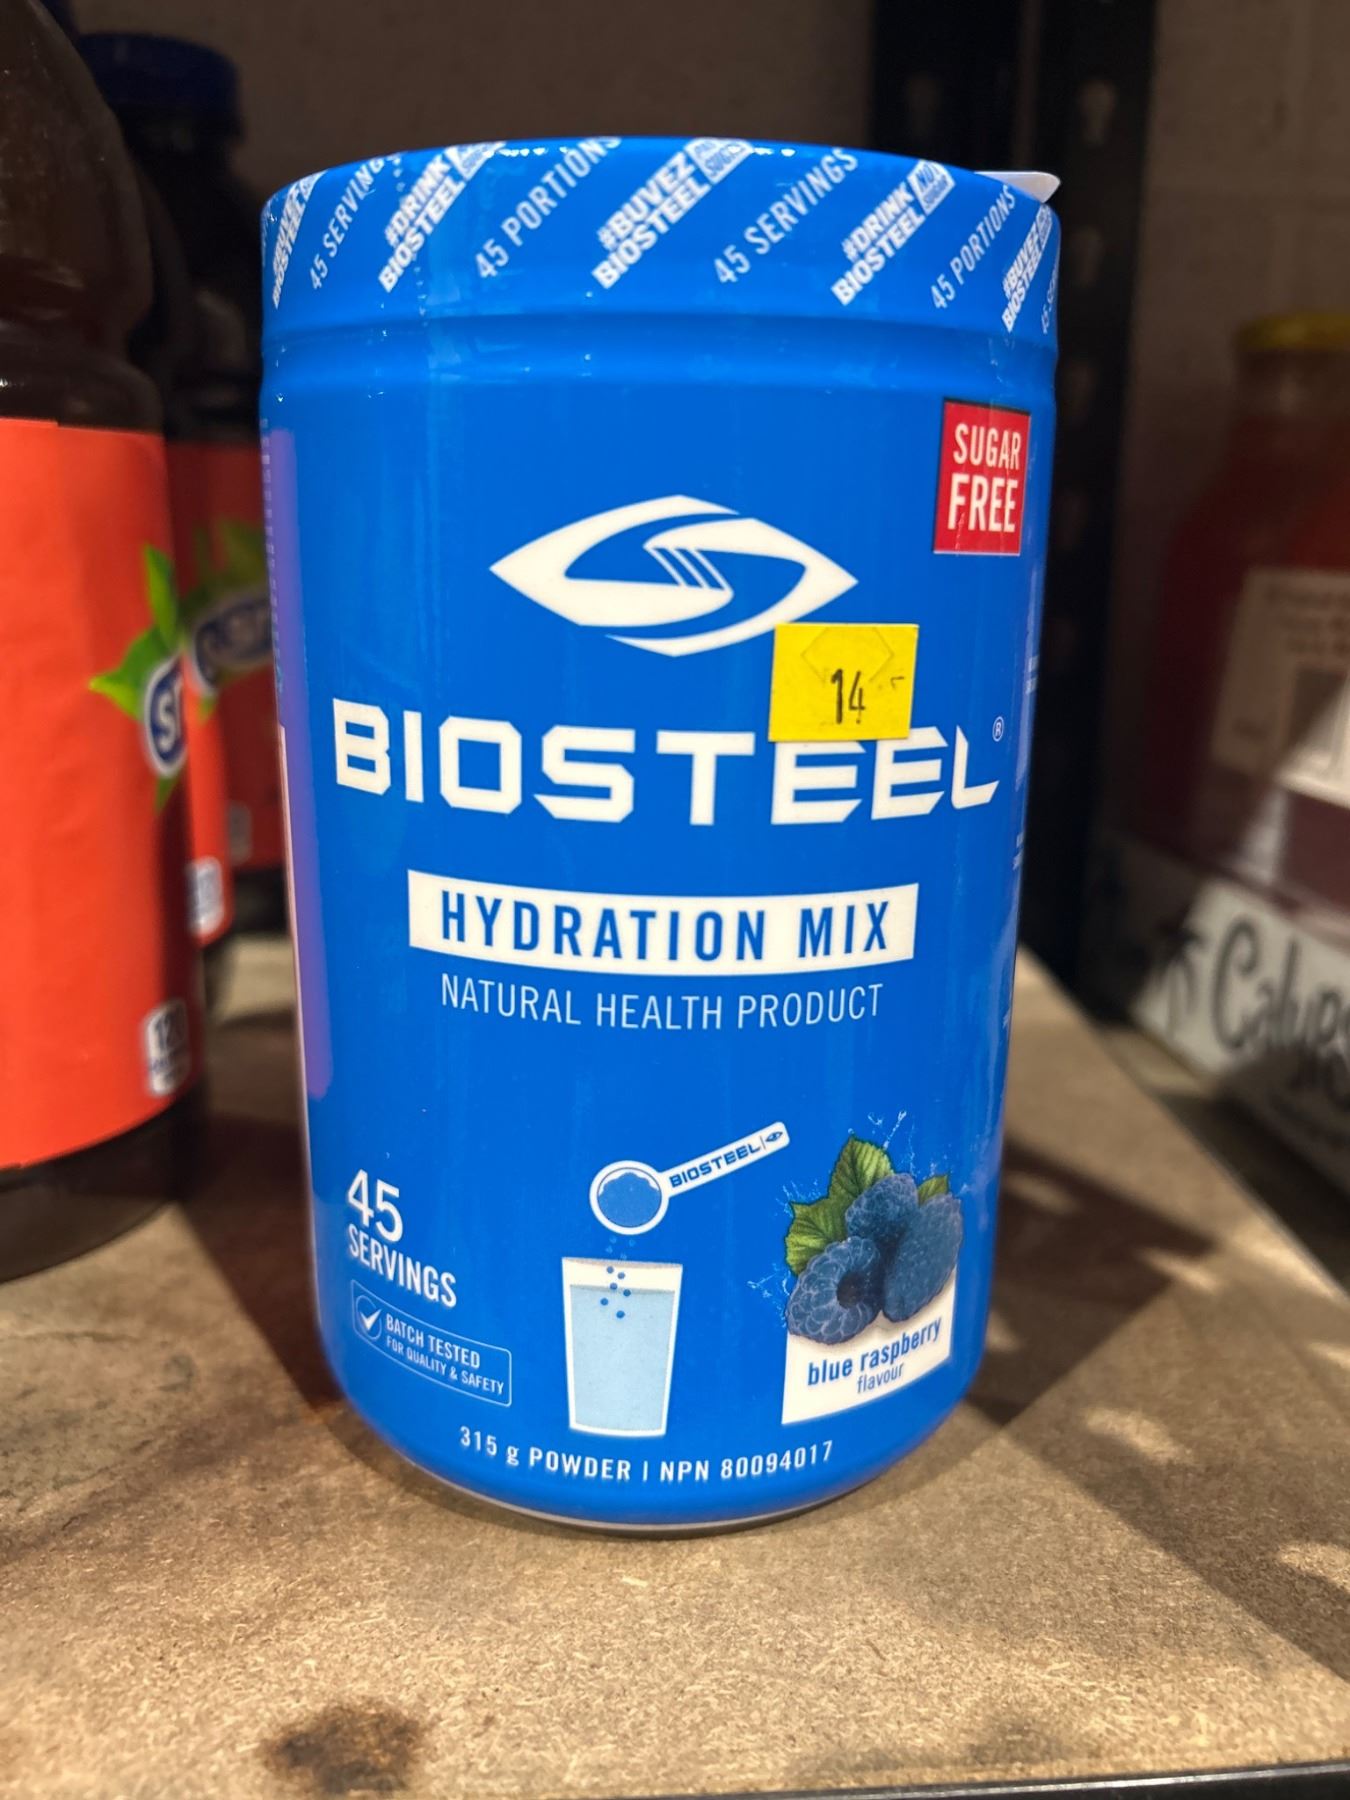 45 SERVINGS
#DRINK
BIOSTEEL
45 PORTIONS
#BUVEZ
BIOSTEEL
45 SERVINGS
#DRINK
BIOSTEEL
45 PORTIONS
#BUVEZ
BIOSTEEL
SUGAR
FREE
14
BIOSTEEL®
HYDRATION MIX
NATURAL HEALTH PRODUCT
BIOSTEEL
45
SERVINGS
BATCH TESTED
FOR QUALITY & SAFETY
blue raspberry
flavour
315 g POWDER | NPN 80094017